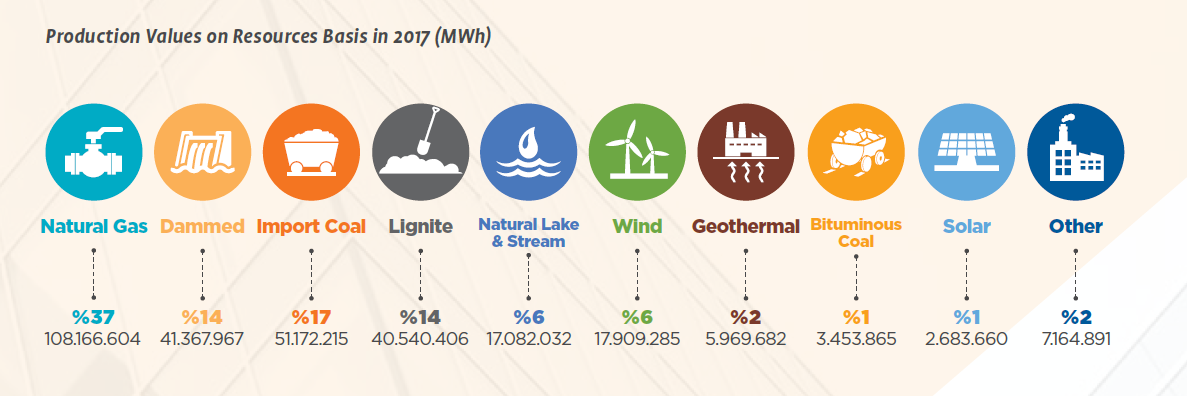 Production Values on Resources Basis in 2017 (MWh)
Natural Gas
%37
108.166.604
Dammed
%14
41.367.967
Import Coal
%17
51.172.215
Lignite
%14
40.540.406
Natural Lake
& Stream
%6
17.082.032
Wind
%6
17.909.285
Geothermal
%2
5.969.682
Bituminous
Coal
%1
3.453.865
Solar
%1
2.683.660
Other
%2
7.164.891